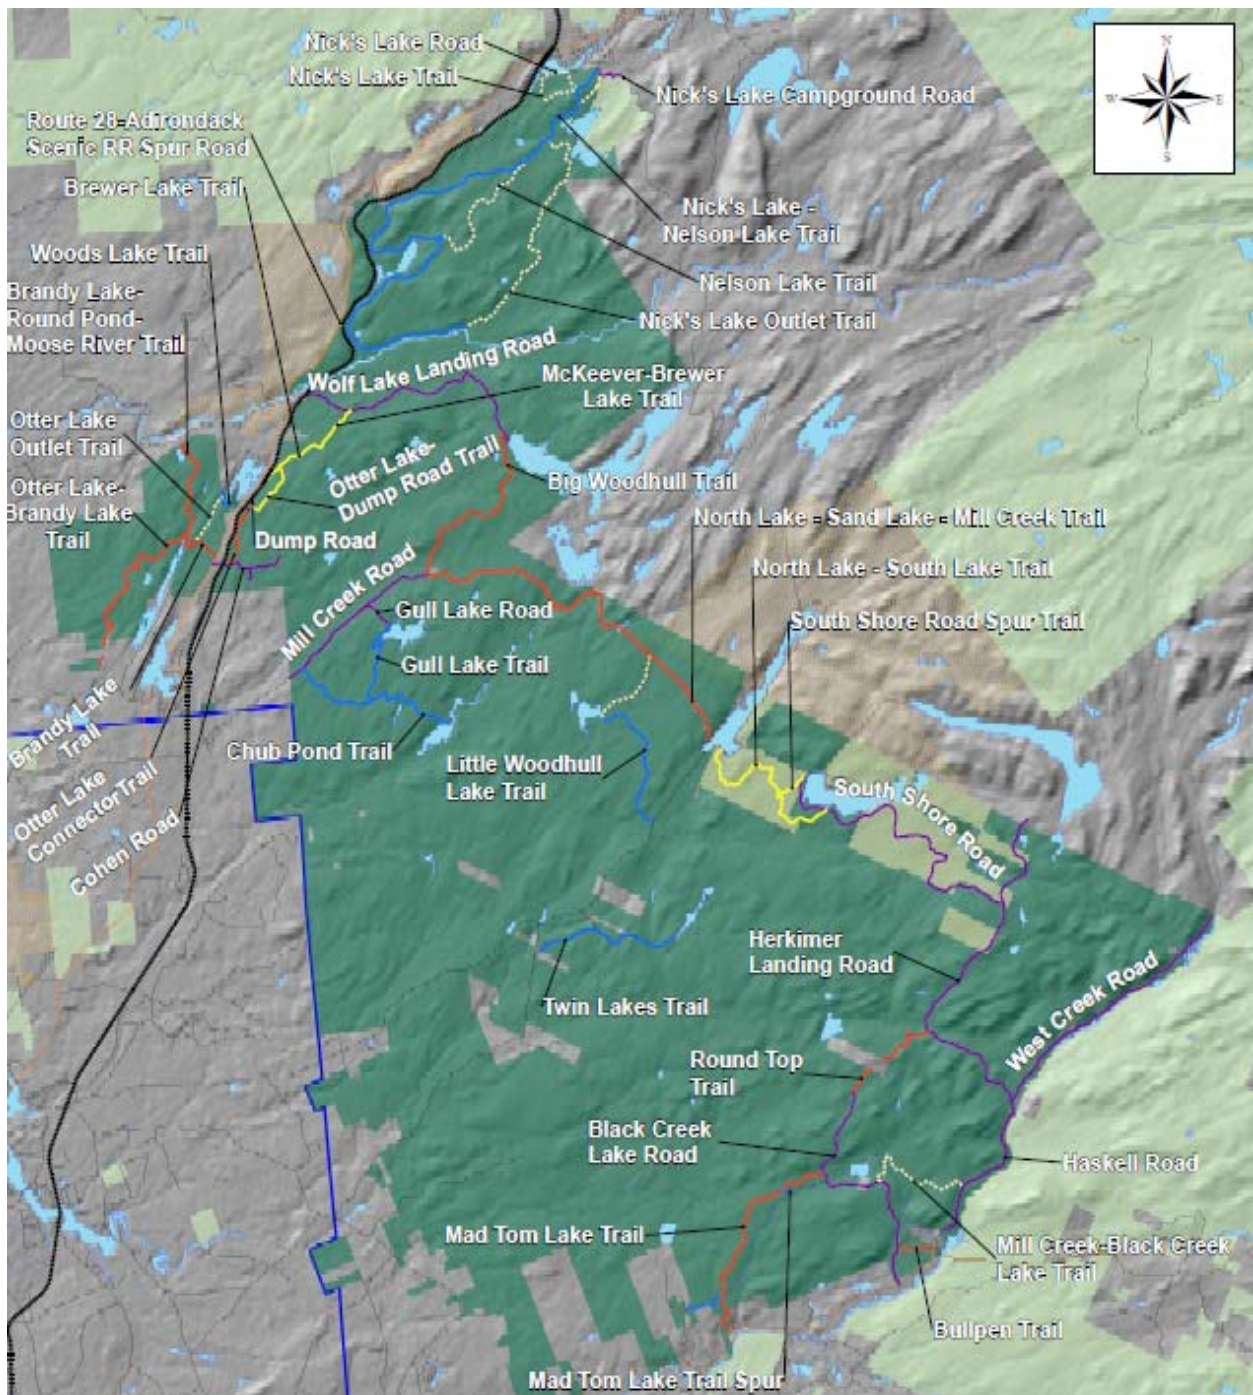 Nick's Lake Road
Nick's Lake Trail
Nick's Lake Campground Road
N
W
E
S
Route 28-Adirondack
Scenic RR Spur Road
Brewer Lake Trail
Woods Lake Trail
Nick's Lake -
Nelson Lake Trail
Nelson Lake Trail
Brandy Lake-
Round Pond-
Moose River Trail
Nick's Lake Outlet Trail
Wolf Lake Landing Road
McKeever-Brewer
Lake Trail
Otter Lake
Outlet Trail
Otter Lake-
Dump Road Trail
Big Woodhull Trail
Otter Lake-
Brandy Lake
Trail
North Lake - Sand Lake - Mill Creek Trail
Dump Road
North Lake - South Lake Trail
Mill Creek Road
Gull Lake Road
South Shore Road Spur Trail
Gull Lake Trail
Brandy Lake
Trail
Chub Pond Trail
Little Woodhull
Lake Trail
Otter Lake
ConnectorTrail
South Shore Road
Cohen Road
Herkimer
Landing Road
West Creek Road
Twin Lakes Trail
Round Top
Trail
Black Creek
Lake Road
Haskell Road
Mad Tom Lake Trail
Mill Creek-Black Creek
Lake Trail
Bullpen Trail
Mad Tom Lake Trail Spur